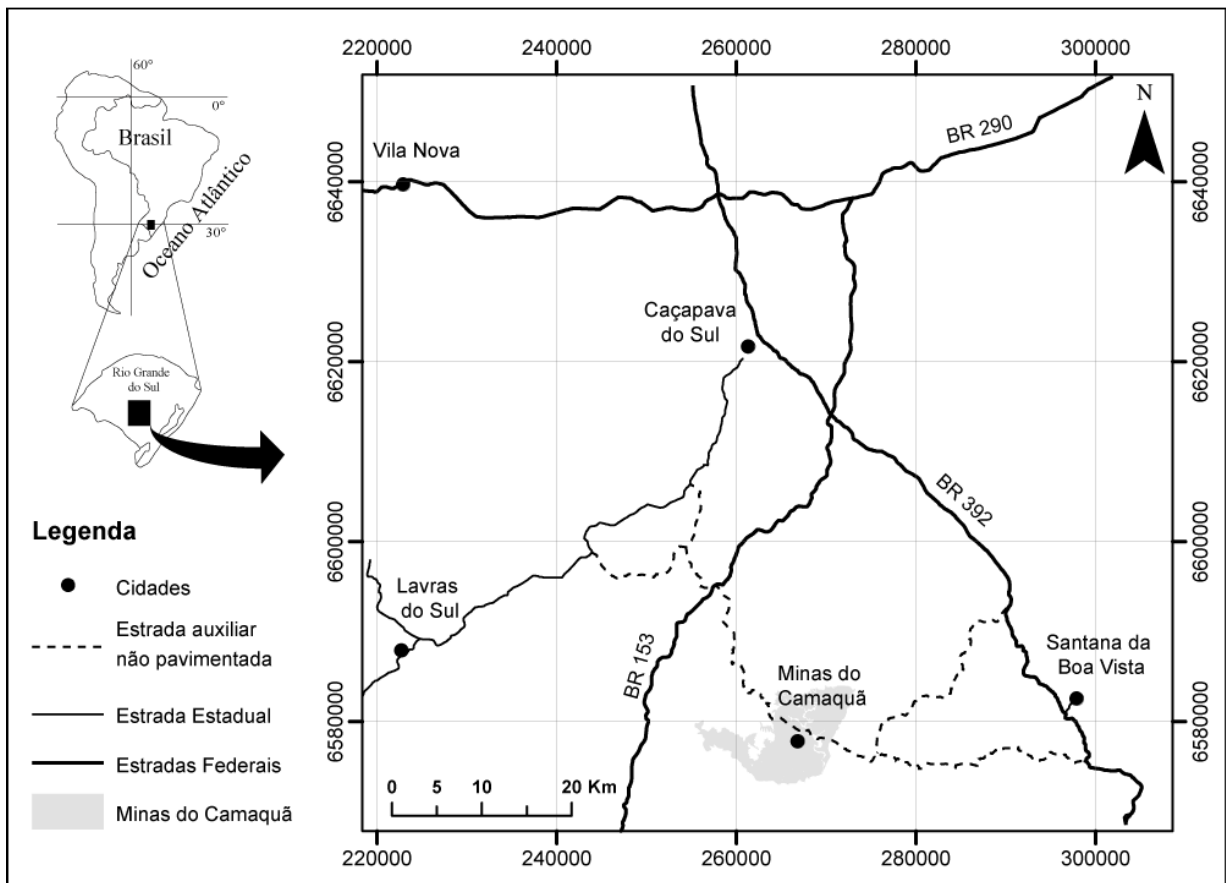 60°
0°
Brasil
Oceano Atlântico
30°
Rio Grande
do Sul
Legenda
Cidades
Estrada auxiliar
não pavimentada
Estrada Estadual
Estradas Federais
Minas do Camaquã
220000 240000 260000 280000 300000
N
BR 290
Vila Nova
6640000 6640000
Caçapava
do Sul
6620000 6620000
BR 392
6600000 6600000
Lavras
do Sul
BR 153
Santana da
Boa Vista
Minas do
Camaquã
6580000 6580000
0 5 10 20 Km
220000 240000 260000 280000 300000